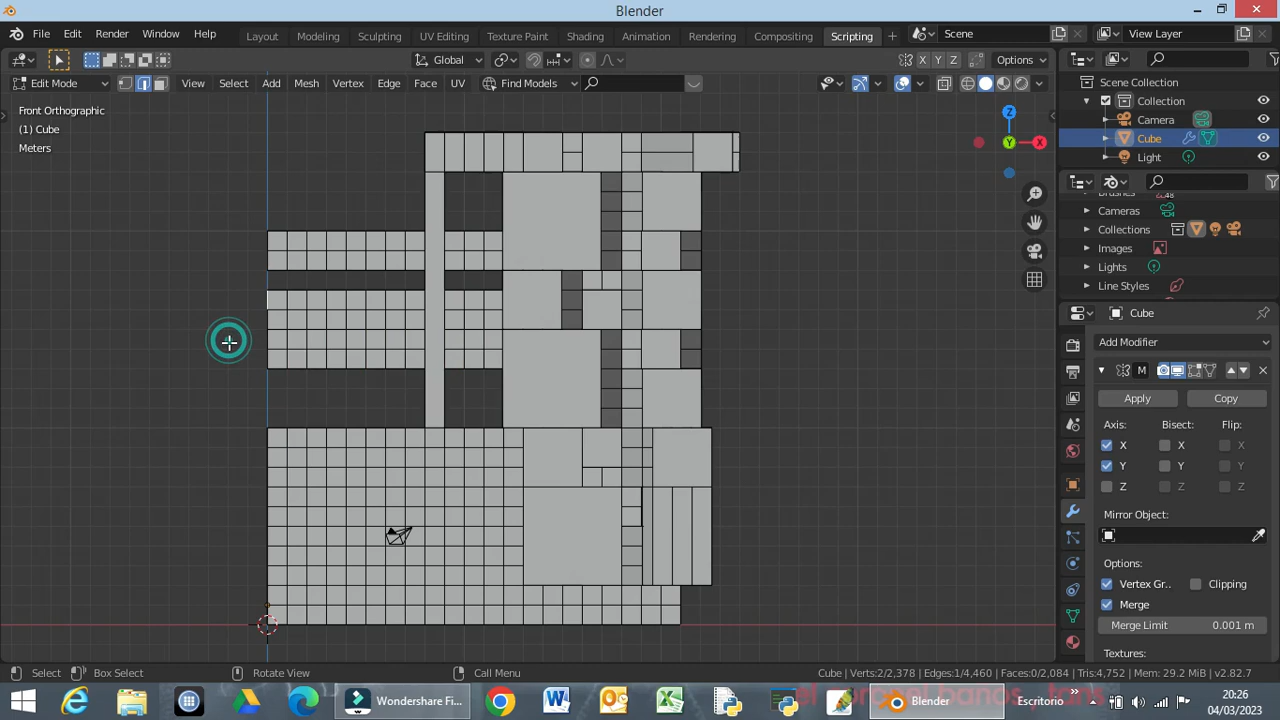 Blender
File Edit Render Window Help
Layout Modeling Sculpting UV Editing Texture Paint Shading Animation Rendering Compositing Scripting +
Scene
View Layer
Global
X Y Z
Options
Edit Mode
View Select Add Mesh Vertex Edge Face UV
Find Models
Front Orthographic
(1) Cube
Meters
Z
Y
X
Scene Collection
Collection
Camera
Cube
Light
Brushes
48
Cameras
Collections
Images
Lights
Line Styles
Cube
Add Modifier
M
Apply
Copy
Axis: Bisect: Flip:
X X X
Y Y Y
Z Z Z
Mirror Object:
Options:
Vertex Gr... Clipping
Merge
Merge Limit 0.001 m
Textures:
Select
Box Select
Rotate View
Call Menu
Cube | Verts:2/2,378 | Edges:1/4,460 | Faces:0/2,084 | Tris:4,752 | Mem: 29.2 MiB | v2.82.7
Wondershare Fi...
Blender
Escritorio
20:26
04/03/2023